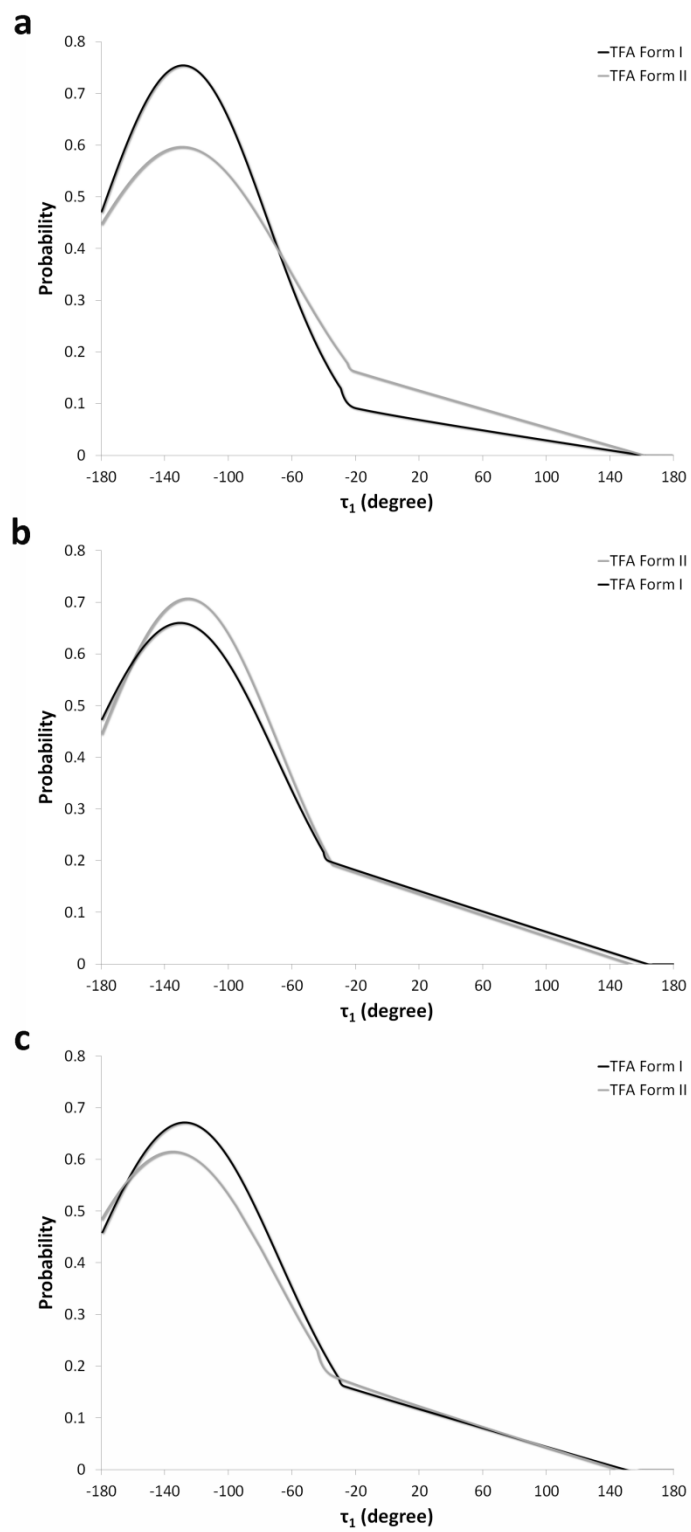 a
TFA Form I
TFA Form II
Probability
0.8
0.7
0.6
0.5
0.4
0.3
0.2
0.1
0
-180 -140 -100 -60 -20 20 60 100 140 180
τ1 (degree)
b
TFA Form II
TFA Form I
Probability
0.8
0.7
0.6
0.5
0.4
0.3
0.2
0.1
0
-180 -140 -100 -60 -20 20 60 100 140 180
τ1 (degree)
c
TFA Form I
TFA Form II
Probability
0.8
0.7
0.6
0.5
0.4
0.3
0.2
0.1
0
-180 -140 -100 -60 -20 20 60 100 140 180
τ1 (degree)